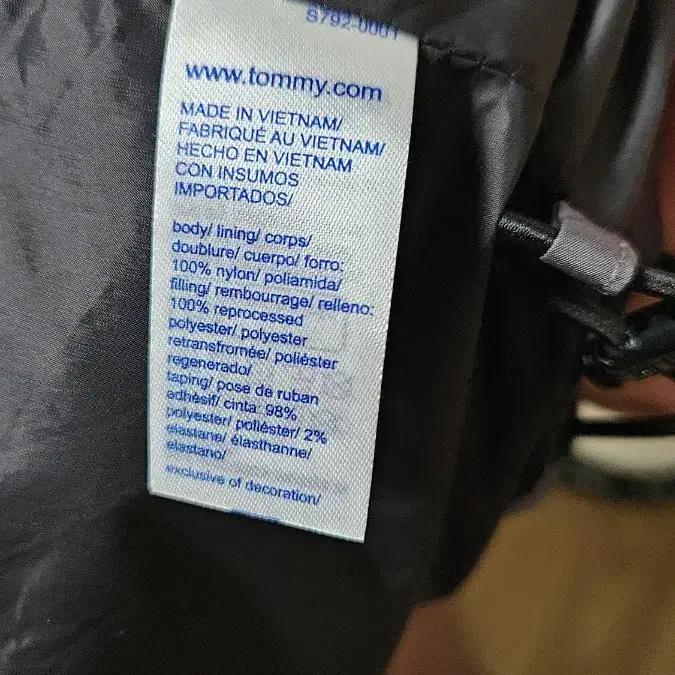 S792-0001
www.tommy.com
MADE IN VIETNAM/
FABRIQUÉ AU VIETNAM/
HECHO EN VIETNAM
CON INSUMOS
IMPORTADOS/
body/ lining/ corps/
doublure/ cuerpo/ forro:
100% nylon/ poliamida/
filling/ rembourrage/ relleno:
100% reprocessed
polyester/ polyester
retransfromée/ poliéster
regenerado/
taping/ pose de ruban
adhésif/ cinta: 98%
polyester/ poliéster/ 2%
elastane/ élasthanne/
elastano/
exclusive of decoration/